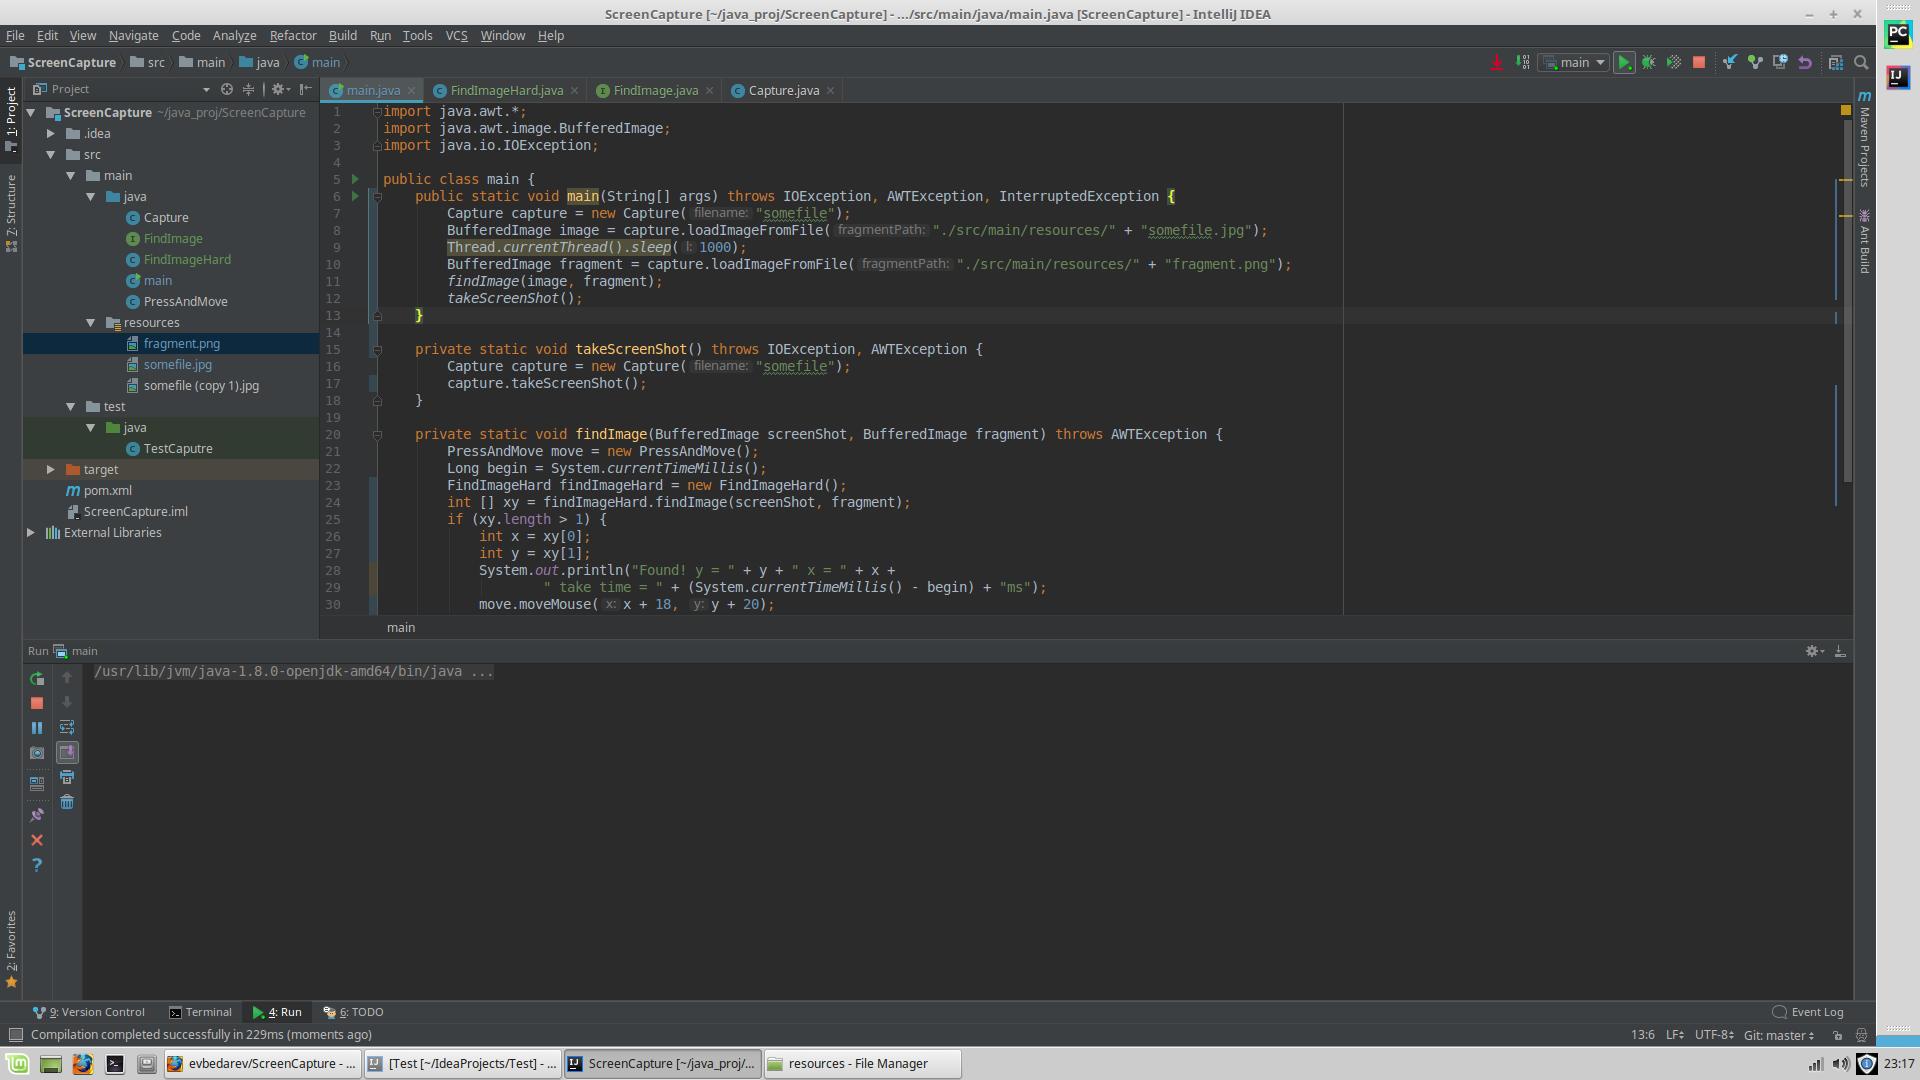 ScreenCapture [~/java_proj/ScreenCapture] - .../src/main/java/main.java [ScreenCapture] - IntelliJ IDEA
File Edit View Navigate Code Analyze Refactor Build Run Tools VCS Window Help
ScreenCapture src main java main
main
Project
main.java FindImageHard.java FindImage.java Capture.java
1: Project
7: Structure
2: Favorites
Maven Projects
Ant Build
ScreenCapture ~/java_proj/ScreenCapture
.idea
src
main
java
Capture
FindImage
FindImageHard
main
PressAndMove
resources
fragment.png
somefile.jpg
somefile (copy 1).jpg
test
java
TestCaputre
target
pom.xml
ScreenCapture.iml
External Libraries
1 import java.awt.*;
2 import java.awt.image.BufferedImage;
3 import java.io.IOException;
4
5 public class main {
6 public static void main(String[] args) throws IOException, AWTException, InterruptedException {
7 Capture capture = new Capture( filename: "somefile");
8 BufferedImage image = capture.loadImageFromFile( fragmentPath: "./src/main/resources/" + "somefile.jpg");
9 Thread.currentThread().sleep( l: 1000);
10 BufferedImage fragment = capture.loadImageFromFile( fragmentPath: "./src/main/resources/" + "fragment.png");
11 findImage(image, fragment);
12 takeScreenShot();
13 }
14
15 private static void takeScreenShot() throws IOException, AWTException {
16 Capture capture = new Capture( filename: "somefile");
17 capture.takeScreenShot();
18 }
19
20 private static void findImage(BufferedImage screenShot, BufferedImage fragment) throws AWTException {
21 PressAndMove move = new PressAndMove();
22 Long begin = System.currentTimeMillis();
23 FindImageHard findImageHard = new FindImageHard();
24 int [] xy = findImageHard.findImage(screenShot, fragment);
25 if (xy.length > 1) {
26 int x = xy[0];
27 int y = xy[1];
28 System.out.println("Found! y = " + y + " x = " + x +
29 " take time = " + (System.currentTimeMillis() - begin) + "ms");
30 move.moveMouse( x: x + 18, y: y + 20);
main
Run main
/usr/lib/jvm/java-1.8.0-openjdk-amd64/bin/java ...
9: Version Control Terminal 4: Run 6: TODO Event Log
Compilation completed successfully in 229ms (moments ago) 13:6 LF UTF-8 Git: master
evbedarev/ScreenCapture - ... [Test [~/IdeaProjects/Test] - ... ScreenCapture [~/java_proj/... resources - File Manager 23:17
PC
IJ